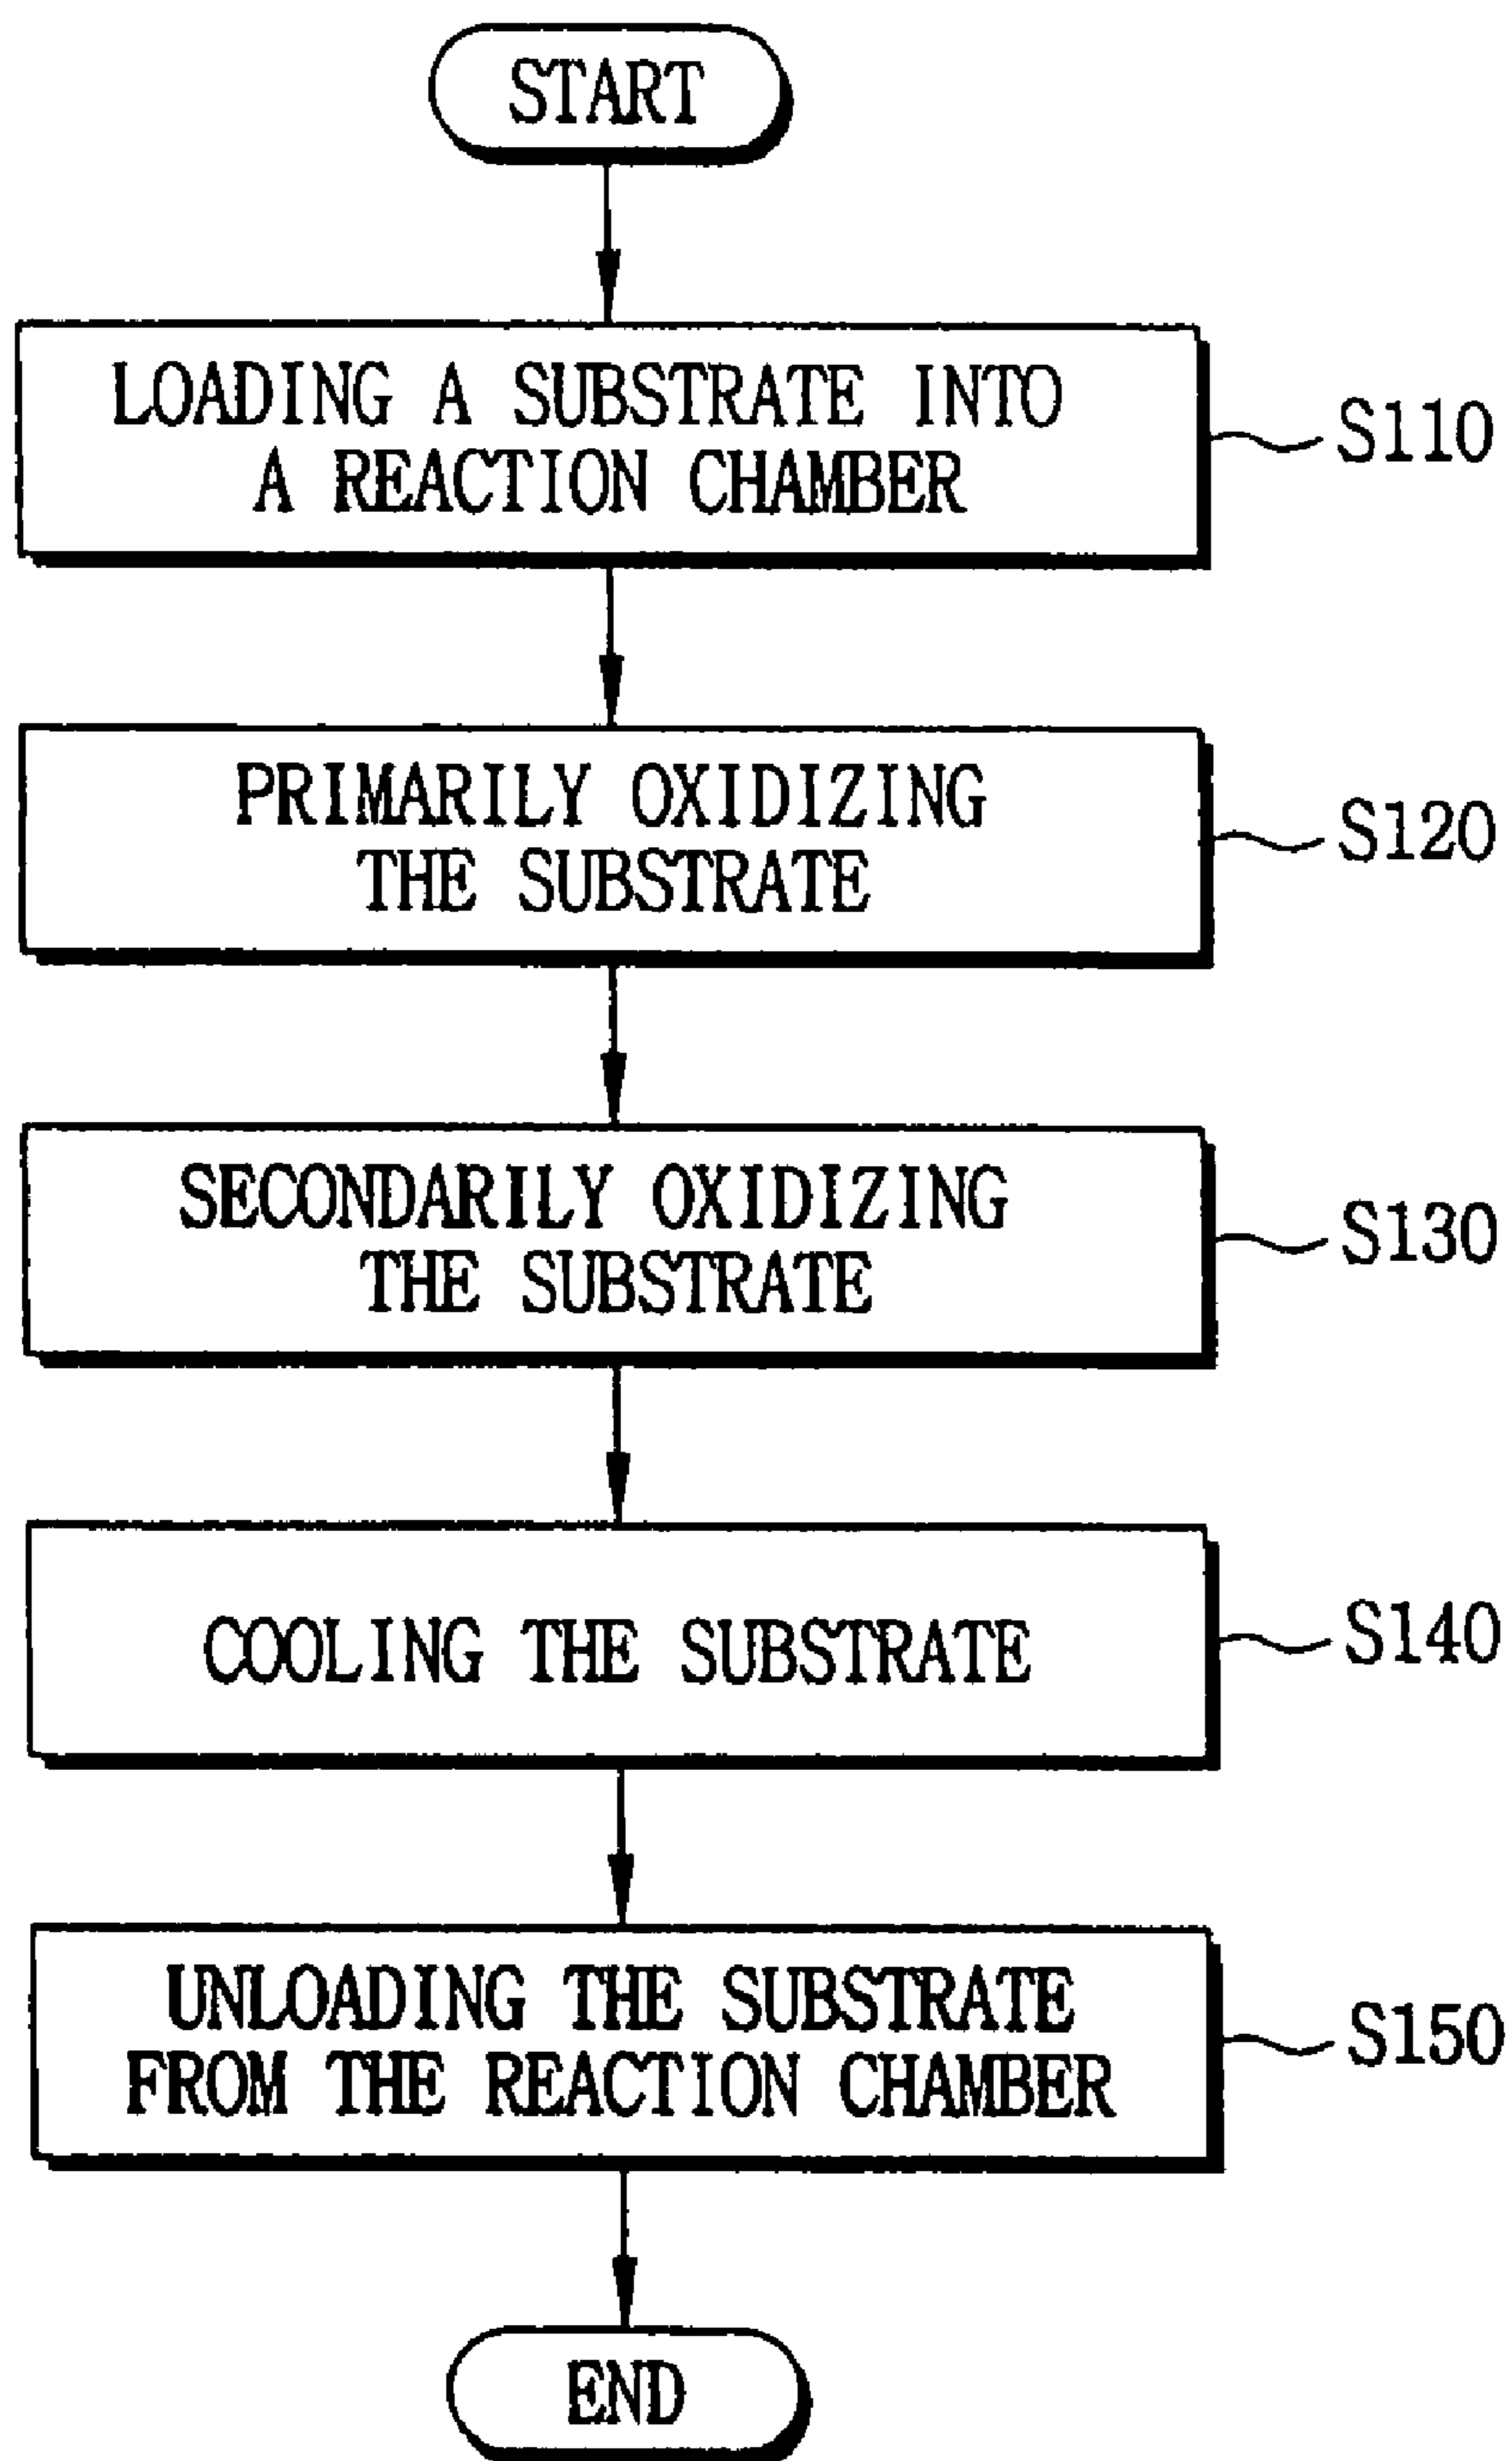 START
LOADING A SUBSTRATE INTO
A REACTION CHAMBER
S110
PRIMARILY OXIDIZING
THE SUBSTRATE
S120
SECONDARILY OXIDIZING
THE SUBSTRATE
S130
COOLING THE SUBSTRATE
S140
UNLOADING THE SUBSTRATE
FROM THE REACTION CHAMBER
S150
END